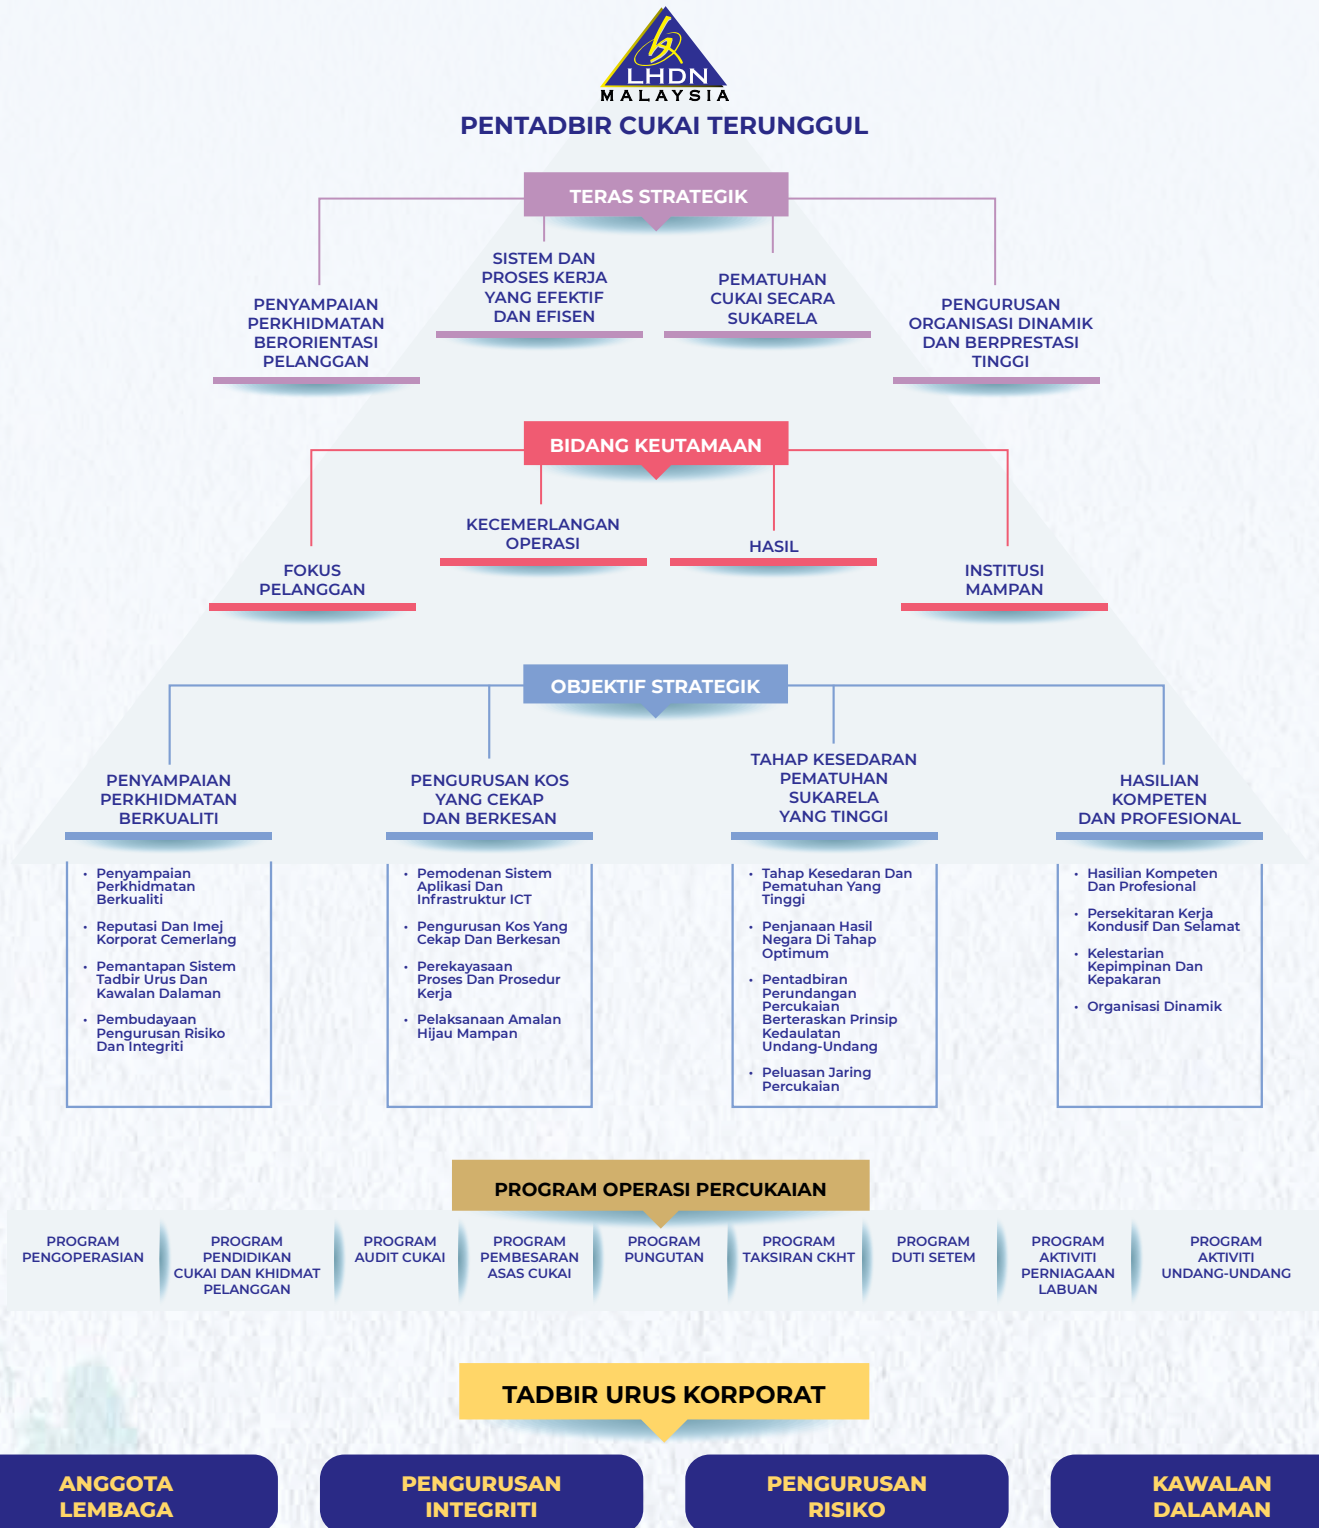 LHDN
MALAYSIA
PENTADBIR CUKAI TERUNGGUL
TERAS STRATEGIK
PENYAMPAIAN
PERKHIDMATAN
BERORIENTASI
PELANGGAN
SISTEM DAN
PROSES KERJA
YANG EFEKTIF
DAN EFISEN
PEMATUHAN
CUKAI SECARA
SUKARELA
PENGURUSAN
ORGANISASI DINAMIK
DAN BERPRESTASI
TINGGI
BIDANG KEUTAMAAN
FOKUS
PELANGGAN
KECEMERLANGAN
OPERASI
HASIL
INSTITUSI
MAMPAN
OBJEKTIF STRATEGIK
PENYAMPAIAN
PERKHIDMATAN
BERKUALITI
• Penyampaian
Perkhidmatan
Berkualiti
• Reputasi Dan Imej
Korporat Cemerlang
• Pemantapan Sistem
Tadbir Urus Dan
Kawalan Dalaman
• Pembudayaan
Pengurusan Risiko
Dan Integriti
PENGURUSAN KOS
YANG CEKAP
DAN BERKESAN
• Pemodenan Sistem
Aplikasi Dan
Infrastruktur ICT
• Pengurusan Kos Yang
Cekap Dan Berkesan
• Perekayasaan
Proses Dan Prosedur
Kerja
• Pelaksanaan Amalan
Hijau Mampan
TAHAP KESEDARAN
PEMATUHAN
SUKARELA
YANG TINGGI
• Tahap Kesedaran Dan
Pematuhan Yang
Tinggi
• Penjanaan Hasil
Negara Di Tahap
Optimum
• Pentadbiran
Perundangan
Percukaian
Berteraskan Prinsip
Kedaulatan
Undang-Undang
• Peluasan Jaring
Percukaian
HASILIAN
KOMPETEN
DAN PROFESIONAL
• Hasilian Kompeten
Dan Profesional
• Persekitaran Kerja
Kondusif Dan Selamat
• Kelestarian
Kepimpinan Dan
Kepakaran
• Organisasi Dinamik
PROGRAM OPERASI PERCUKAIAN
PROGRAM
PENGOPERASIAN
PROGRAM
PENDIDIKAN
CUKAI DAN KHIDMAT
PELANGGAN
PROGRAM
AUDIT CUKAI
PROGRAM
PEMBESARAN
ASAS CUKAI
PROGRAM
PUNGUTAN
PROGRAM
TAKSIRAN CKHT
PROGRAM
DUTI SETEM
PROGRAM
AKTIVITI
PERNIAGAAN
LABUAN
PROGRAM
AKTIVITI
UNDANG-UNDANG
TADBIR URUS KORPORAT
ANGGOTA
LEMBAGA
PENGURUSAN
INTEGRITI
PENGURUSAN
RISIKO
KAWALAN
DALAMAN